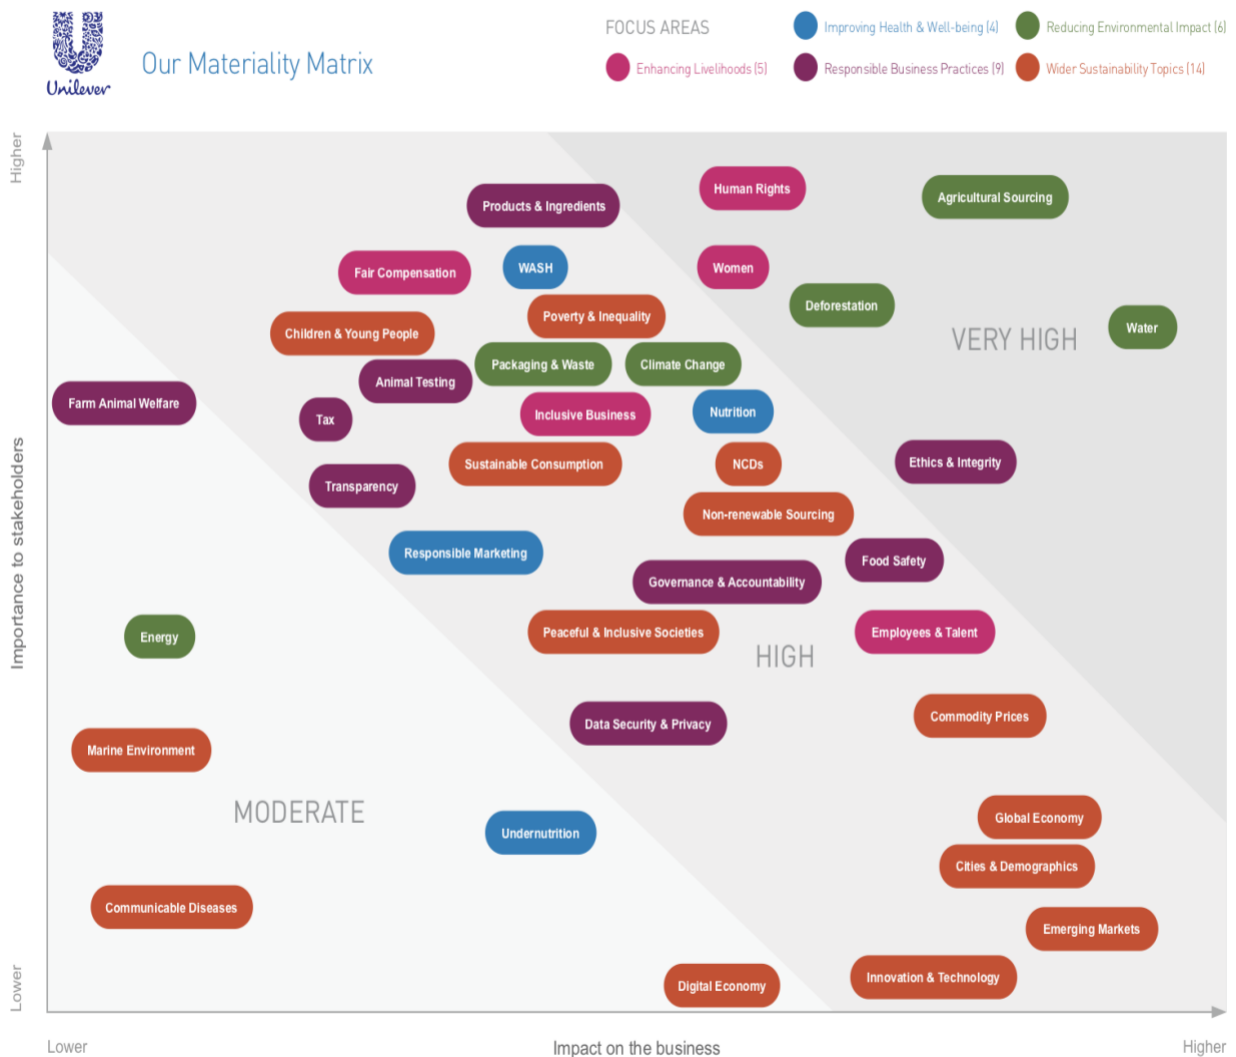 Unilever
Our Materiality Matrix
FOCUS AREAS
Improving Health & Well-being (4)
Reducing Environmental Impact (6)
Enhancing Livelihoods (5)
Responsible Business Practices (9)
Wider Sustainability Topics (14)
Higher
Human Rights
Agricultural Sourcing
Products & Ingredients
WASH
Women
Fair Compensation
Deforestation
Poverty & Inequality
Water
Children & Young People
VERY HIGH
Packaging & Waste
Climate Change
Animal Testing
Farm Animal Welfare
Nutrition
Inclusive Business
Tax
Sustainable Consumption
NCDs
Ethics & Integrity
Transparency
Non-renewable Sourcing
Responsible Marketing
Food Safety
Governance & Accountability
Importance to stakeholders
Energy
Peaceful & Inclusive Societies
Employees & Talent
HIGH
Commodity Prices
Data Security & Privacy
Marine Environment
MODERATE
Global Economy
Undernutrition
Cities & Demographics
Communicable Diseases
Emerging Markets
Innovation & Technology
Digital Economy
Lower
Lower
Impact on the business
Higher